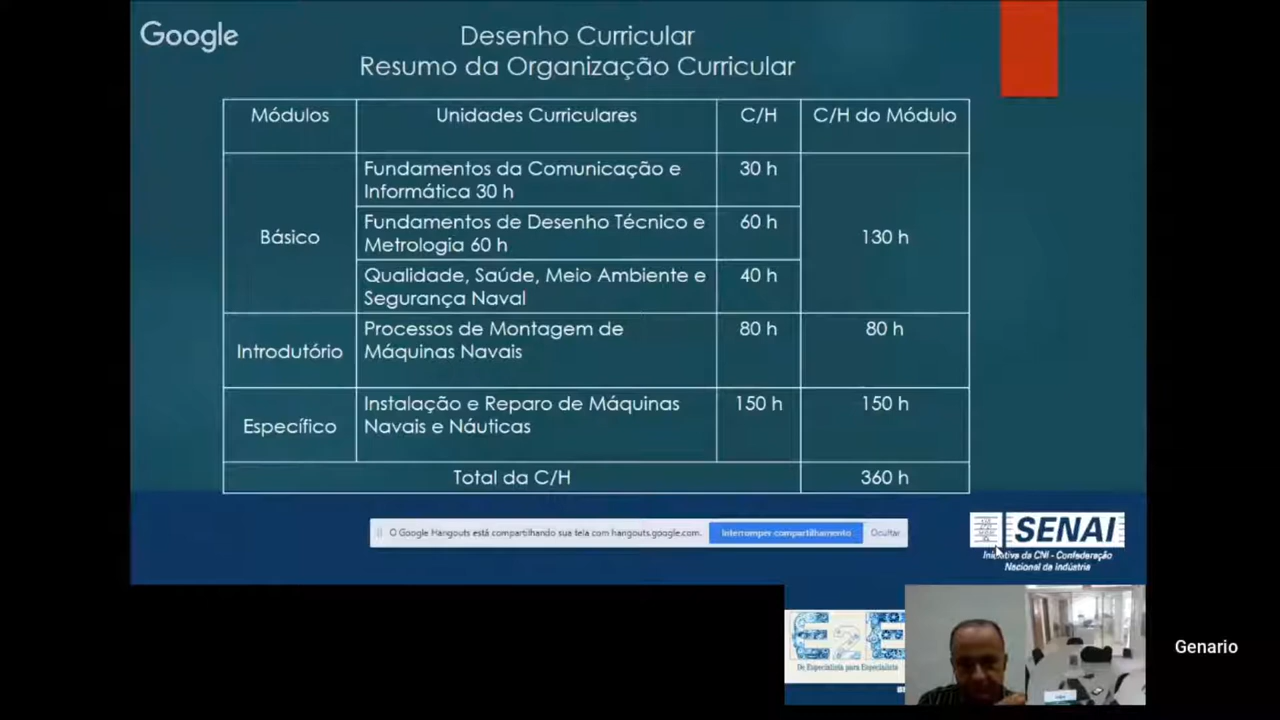 Google
Desenho Curricular
Resumo da Organização Curricular
Módulos
Unidades Curriculares
C/H
C/H do Módulo
Básico
Fundamentos da Comunicação e
Informática 30 h
30 h
130 h
Fundamentos de Desenho Técnico e
Metrologia 60 h
60 h
Qualidade, Saúde, Meio Ambiente e
Segurança Naval
40 h
Introdutório
Processos de Montagem de
Máquinas Navais
80 h
80 h
Específico
Instalação e Reparo de Máquinas
Navais e Náuticas
150 h
150 h
Total da C/H
360 h
O Google Hangouts está compartilhando sua tela com hangouts.google.com.
Interromper compartilhamento
Ocultar
SENAI
Iniciativa da CNI - Confederação
Nacional da Indústria
E2E
De Especialista para Especialista
Genario